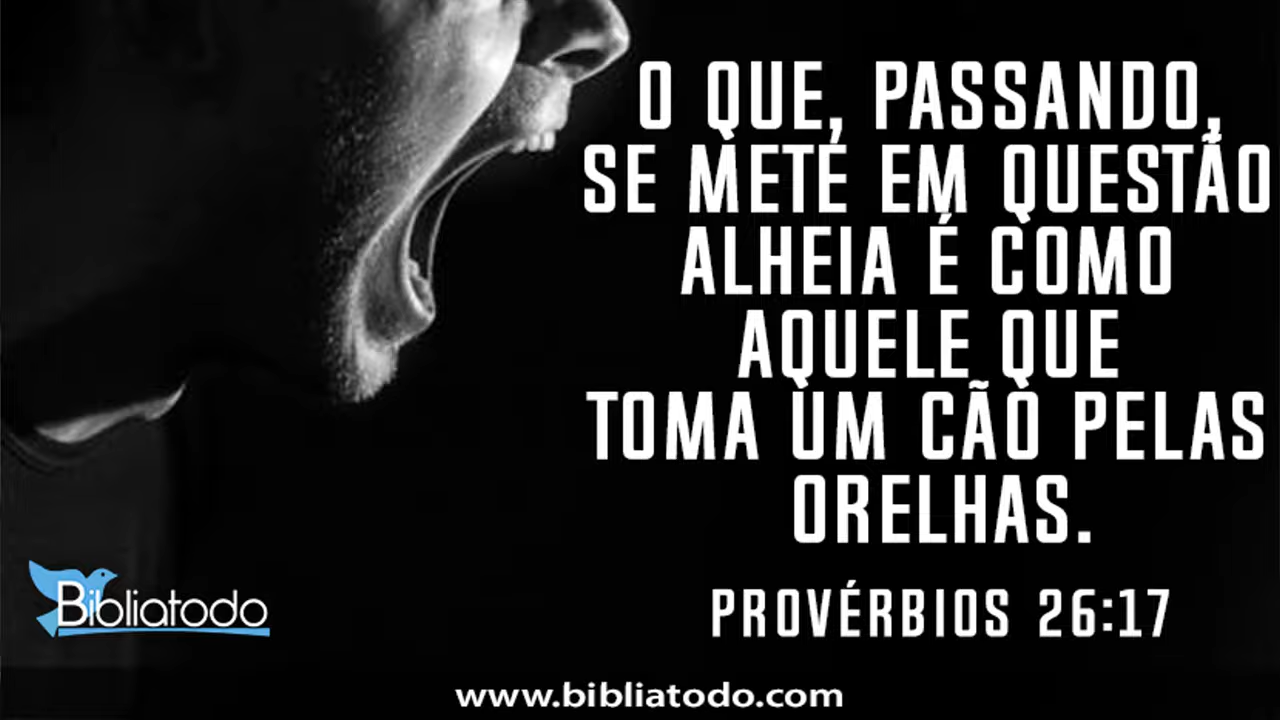 O QUE, PASSANDO,
SE METE EM QUESTÃO
ALHEIA É COMO
AQUELE QUE
TOMA UM CÃO PELAS
ORELHAS.
PROVÉRBIOS 26:17
Bibliatodo
www.bibliatodo.com